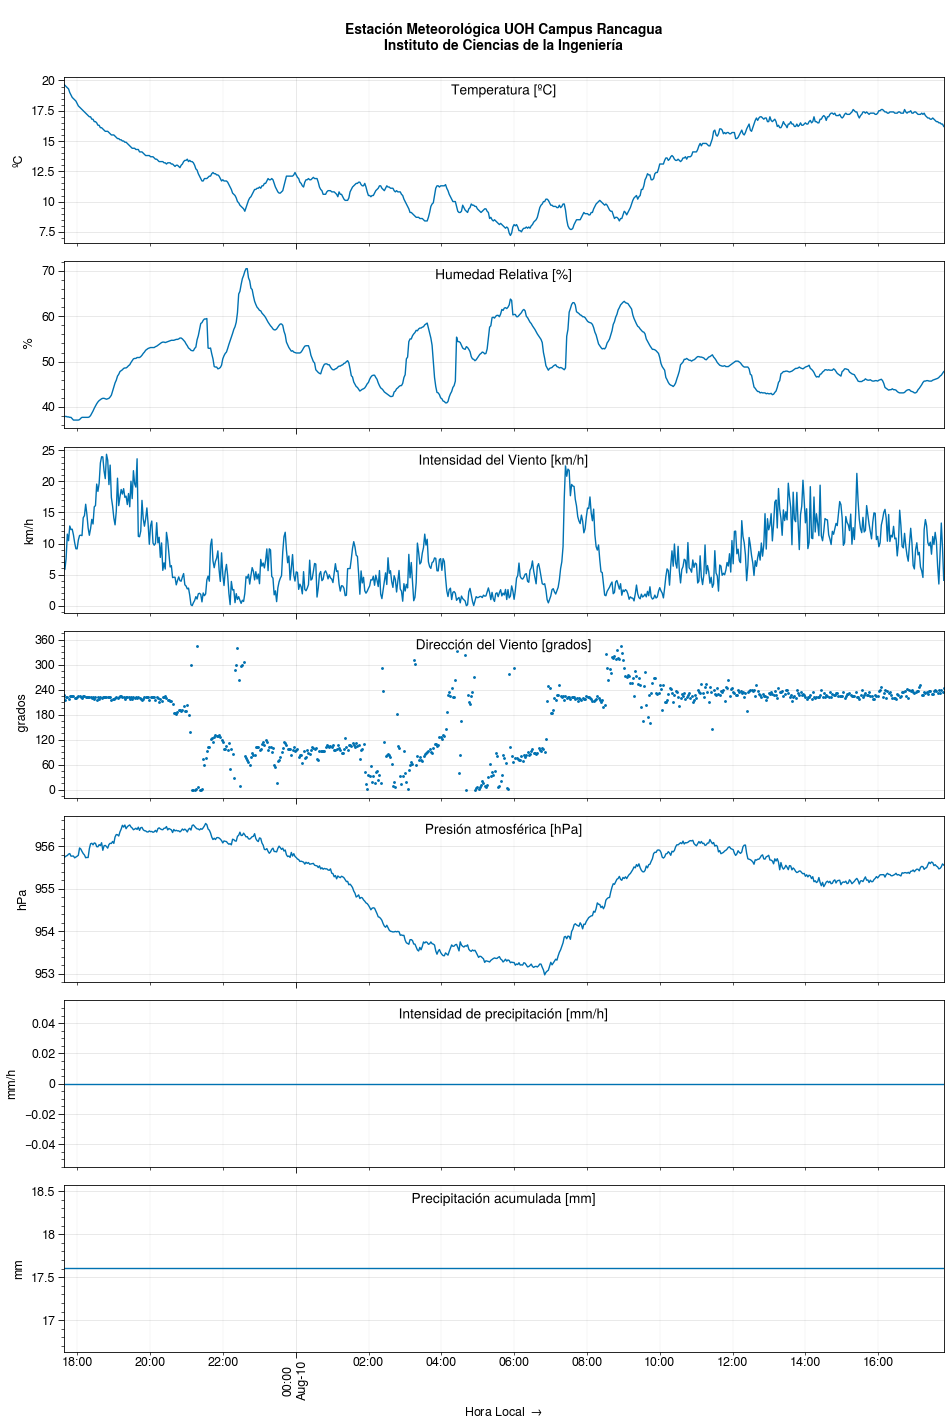 Estación Meteorológica UOH Campus Rancagua
Instituto de Ciencias de la Ingeniería
Temperatura [ºC]
20
17.5
15
12.5
10
7.5
ºC
Humedad Relativa [%]
70
60
50
40
%
Intensidad del Viento [km/h]
25
20
15
10
5
0
km/h
Dirección del Viento [grados]
360
300
240
180
120
60
0
grados
Presión atmosférica [hPa]
956
955
954
953
hPa
Intensidad de precipitación [mm/h]
0.04
0.02
0
−0.02
−0.04
mm/h
Precipitación acumulada [mm]
18.5
18
17.5
17
mm
18:00 20:00 22:00 00:00 02:00 04:00 06:00 08:00 10:00 12:00 14:00 16:00
Aug-10
Hora Local →